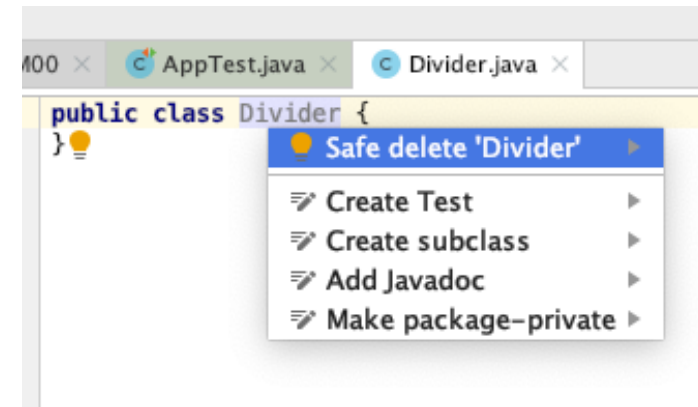 M00 AppTest.java Divider.java
public class Divider {
}
Safe delete 'Divider'
Create Test
Create subclass
Add Javadoc
Make package-private